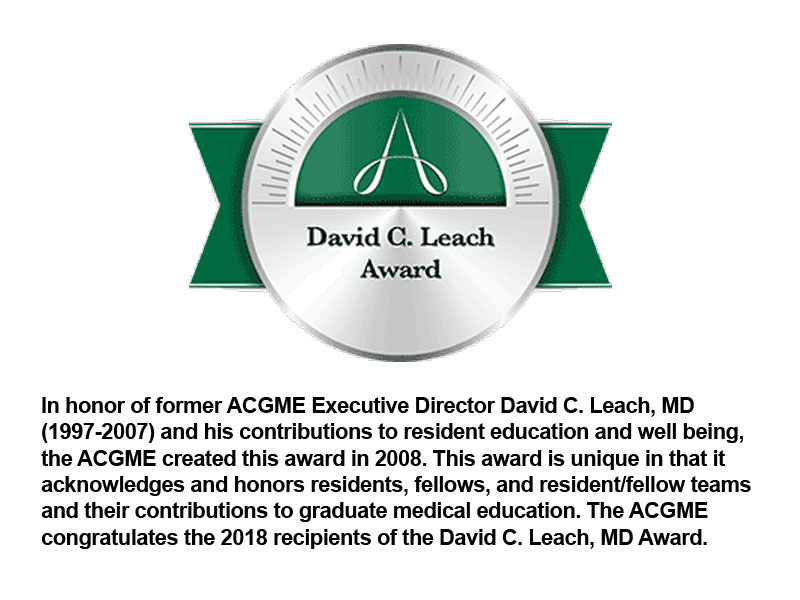 David C. Leach
Award
In honor of former ACGME Executive Director David C. Leach, MD
(1997-2007) and his contributions to resident education and well being,
the ACGME created this award in 2008. This award is unique in that it
acknowledges and honors residents, fellows, and resident/fellow teams
and their contributions to graduate medical education. The ACGME
congratulates the 2018 recipients of the David C. Leach, MD Award.